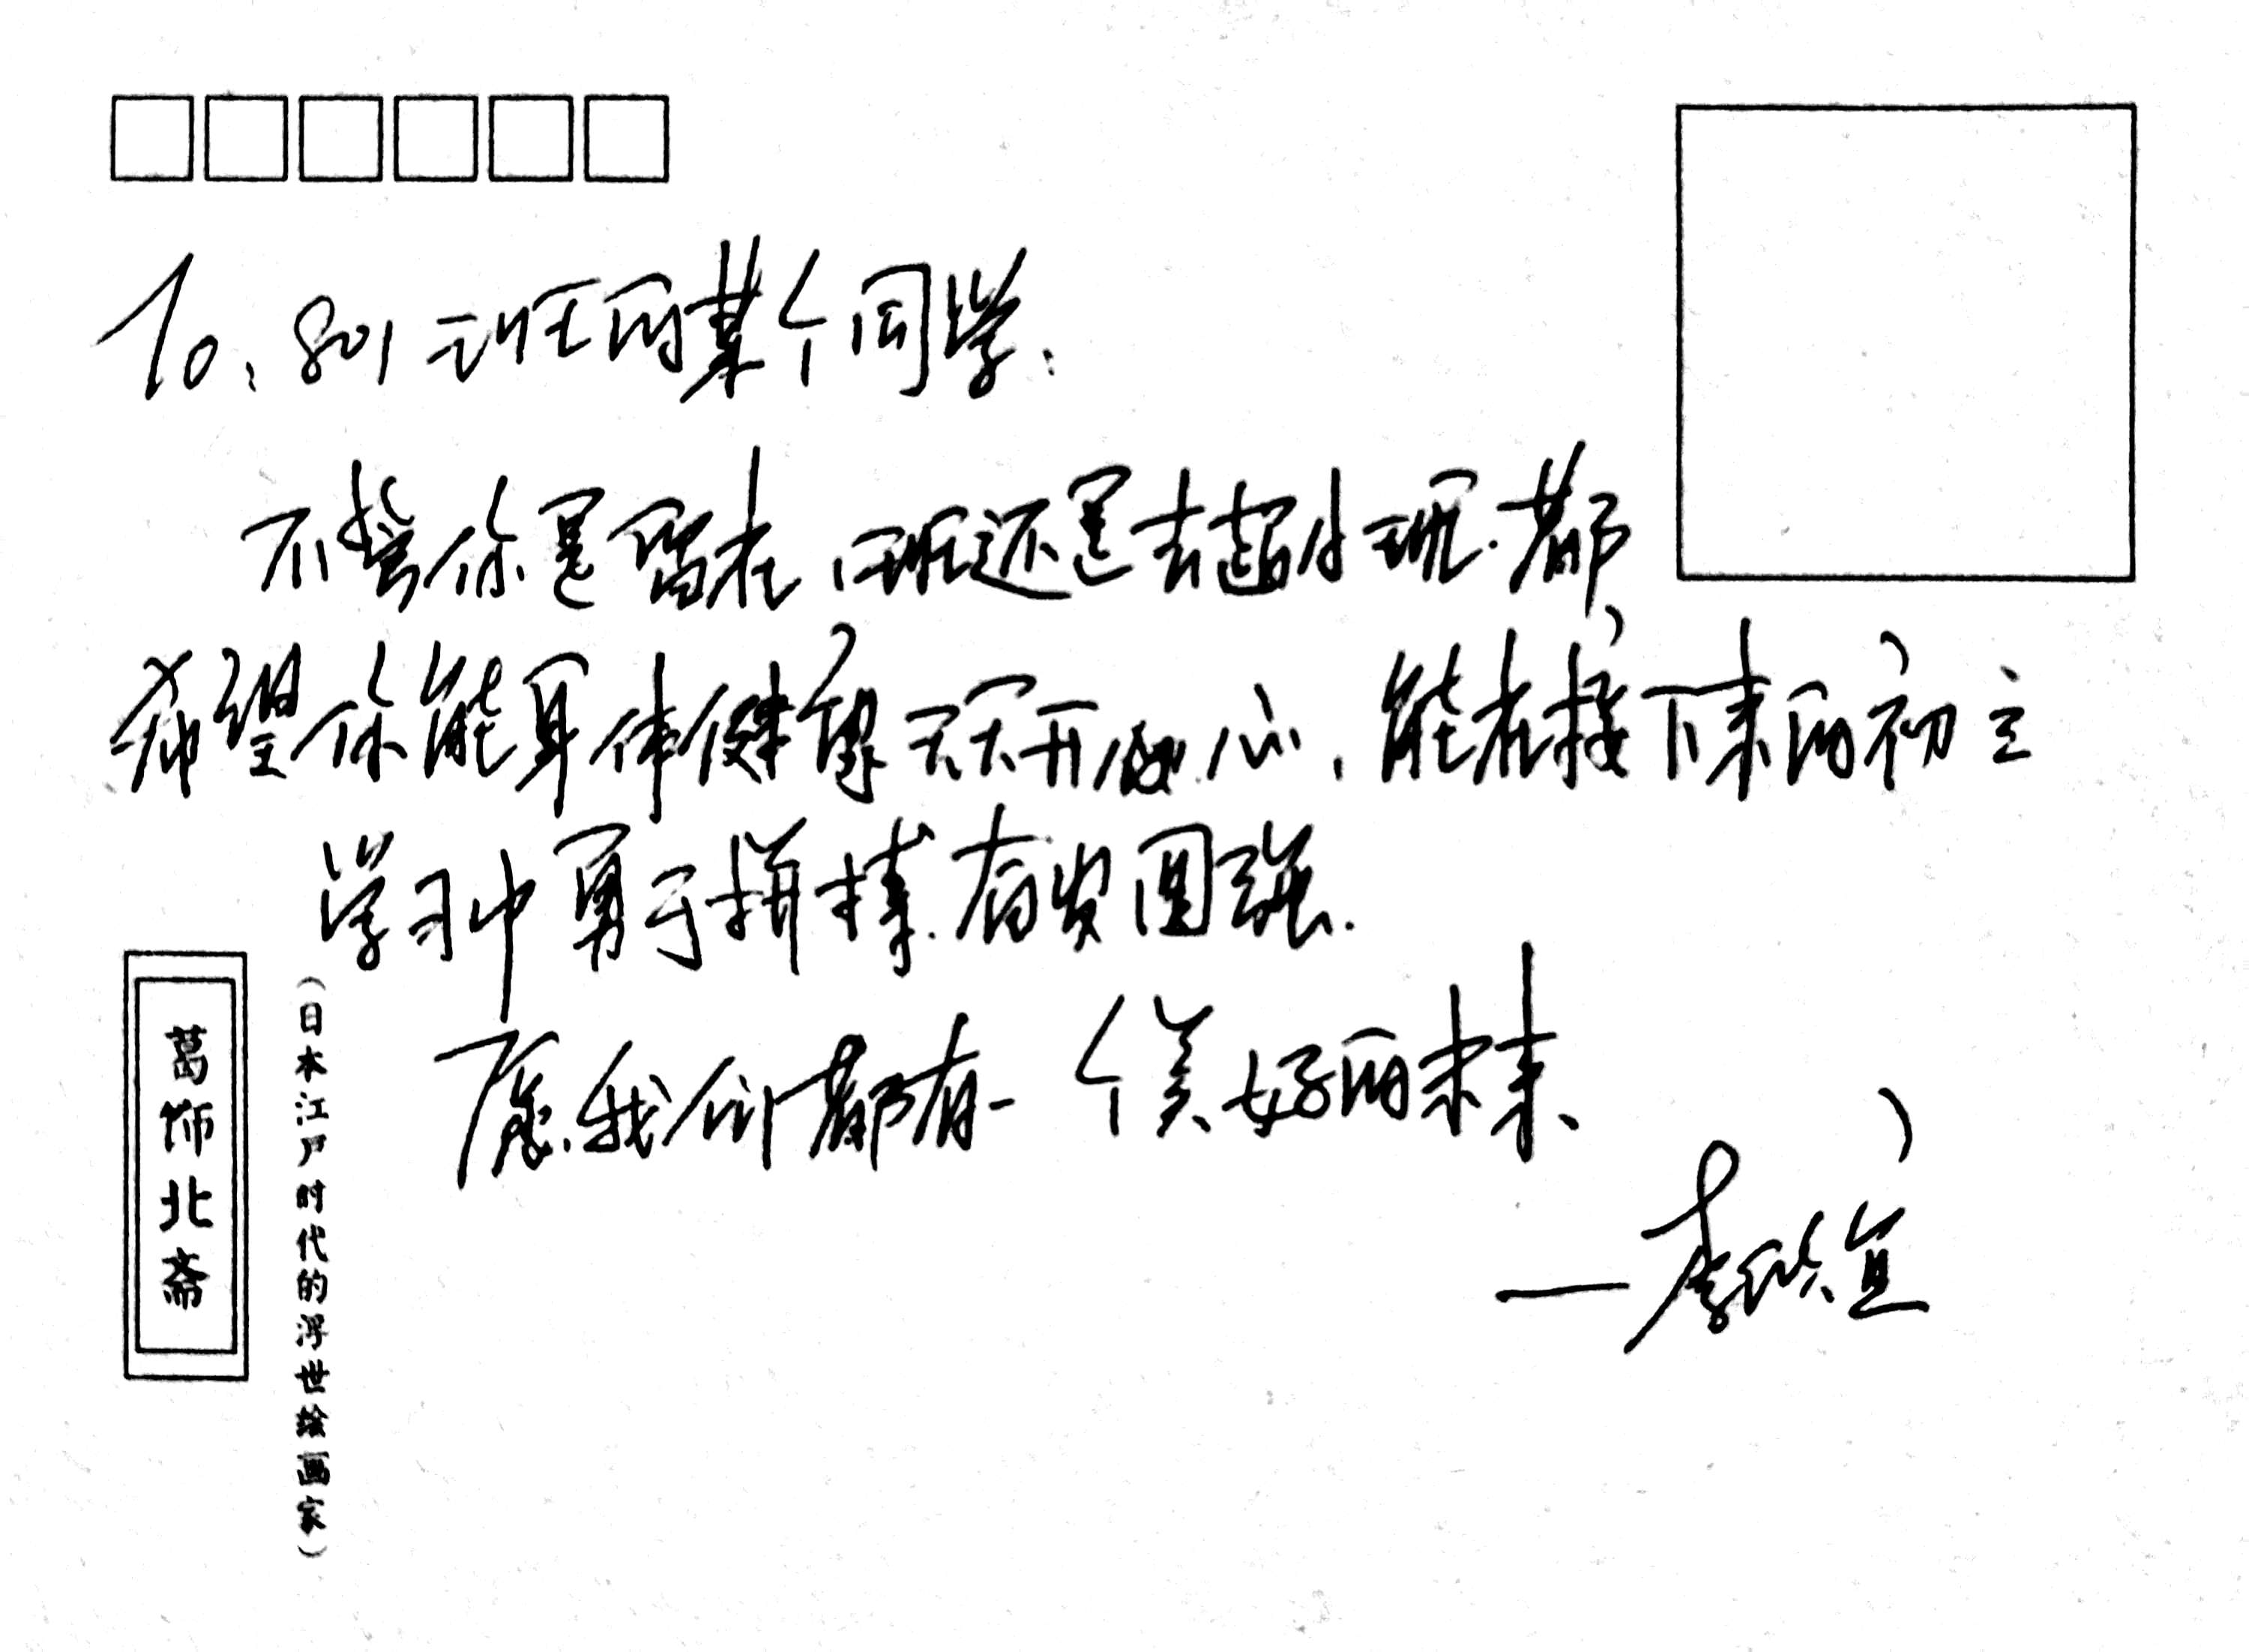 To：801班的某个同学：
不管你是留在1班还是去超小班.都
希望你能身体健康天天开心，能在接下来的初三
学习中勇于拼搏.奋发图强.
愿我们都有一个美好的未来、
—李
葛饰北斋
（日本江户时代的浮世绘画家）